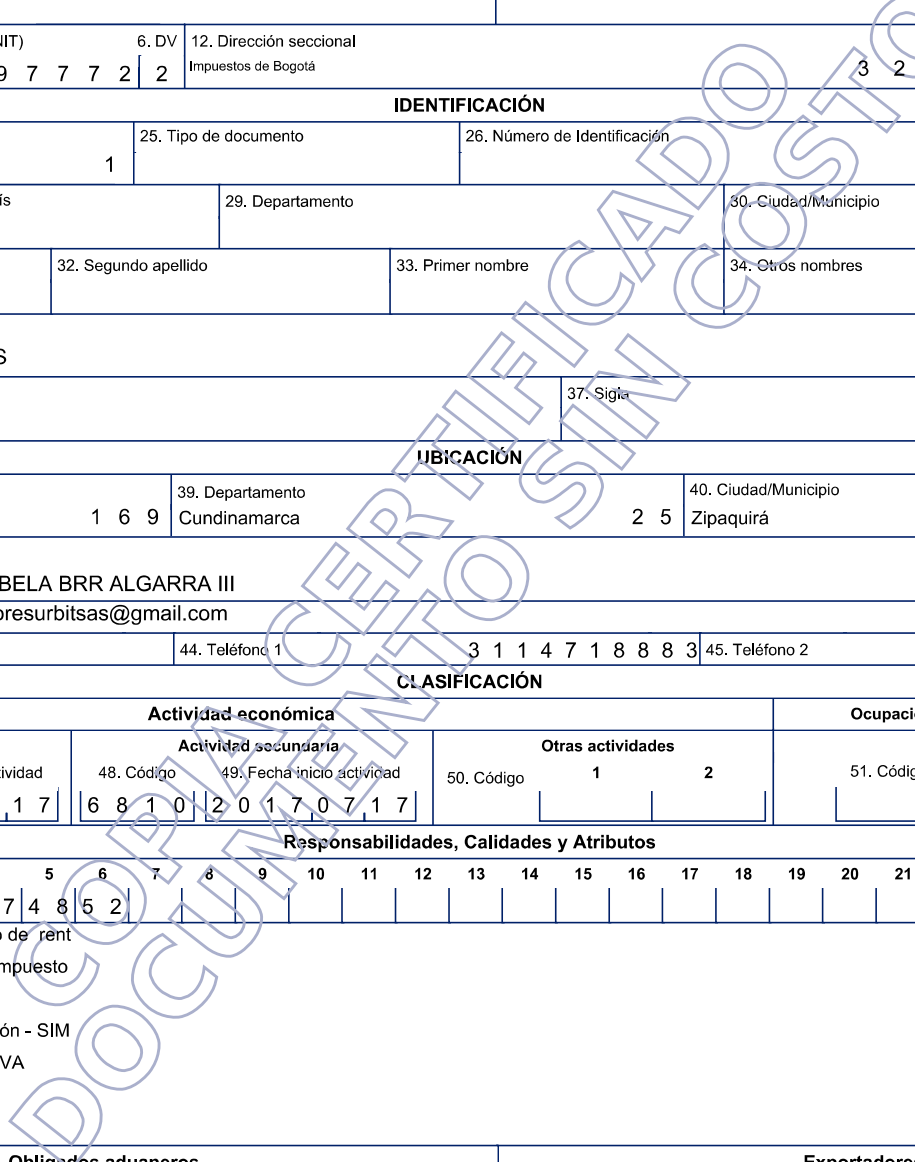 NIT)
6. DV
12. Dirección seccional
9 7 7 7 2
2
Impuestos de Bogotá
3 2
IDENTIFICACIÓN
25. Tipo de documento
26. Número de Identificación
1
ís
29. Departamento
30. Ciudad/Municipio
32. Segundo apellido
33. Primer nombre
34. Otros nombres
S
37. Sigla
UBICACIÓN
39. Departamento
40. Ciudad/Municipio
1 6 9
Cundinamarca
2 5
Zipaquirá
BELA BRR ALGARRA III
presurbitsas@gmail.com
44. Teléfono 1
3 1 1 4 7 1 8 8 8 3
45. Teléfono 2
CLASIFICACIÓN
Actividad económica
Ocupaci
Actividad secundaria
Otras actividades
tividad
48. Código
49. Fecha inicio actividad
50. Código
1
2
51. Códig
1 7
6 8 1 0
2 0 1 7 0 7 1 7
Responsabilidades, Calidades y Atributos
5 6 7 8 9 10 11 12 13 14 15 16 17 18 19 20 21
7 4 8 5 2
o de rent
mpuesto
ón - SIM
VA
Obligados aduaneros
Exportadores
COPIA CERTIFICADO
DOCUMENTO SIN COSTO